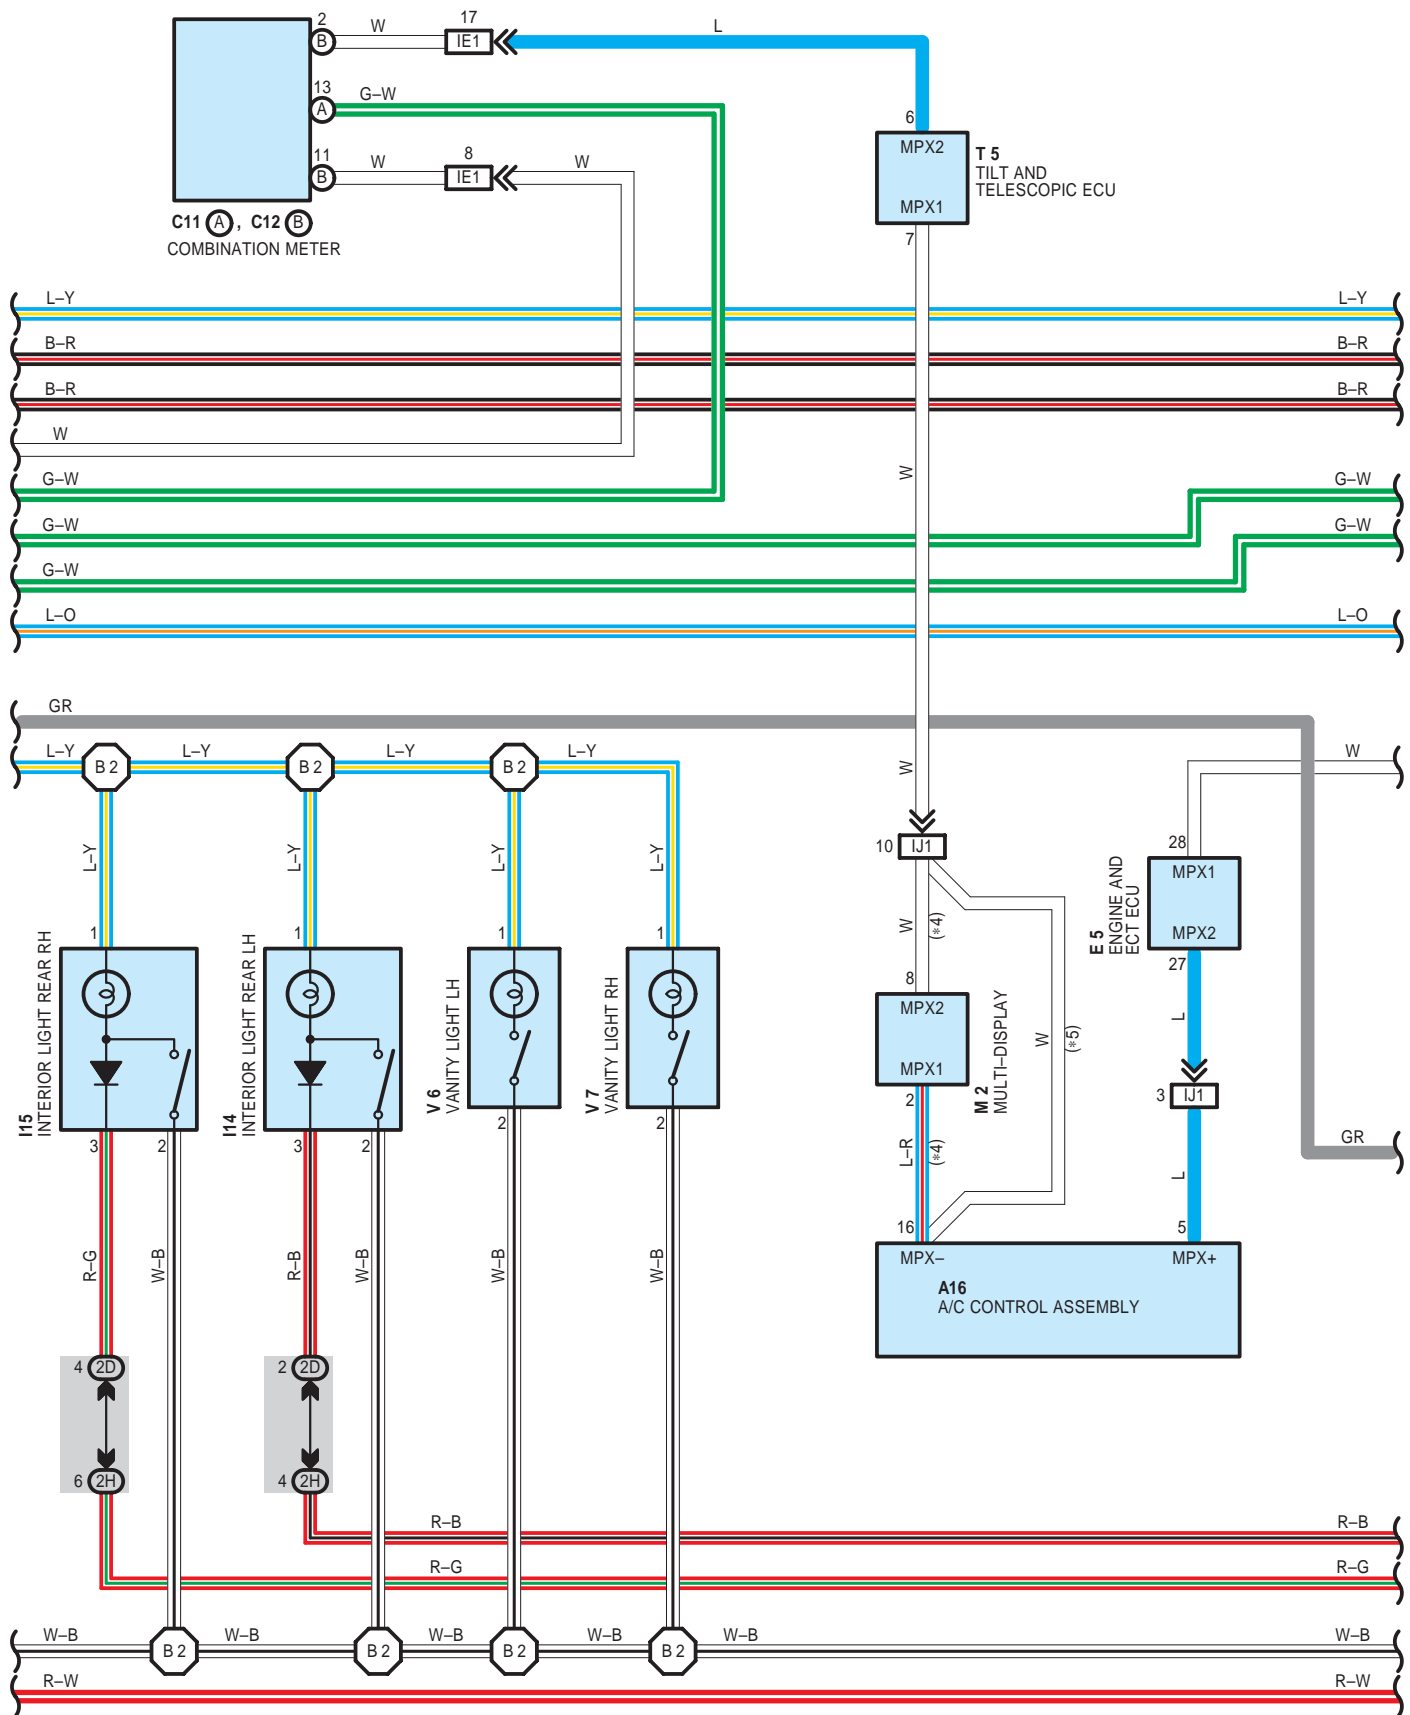 2
W
17
L
B
IE1
13
G–W
A
6
11
W
8
W
MPX2
T 5
TILT AND
TELESCOPIC ECU
B
IE1
MPX1
C11 A , C12 B
COMBINATION METER
7
L–Y
L–Y
B–R
B–R
B–R
B–R
W
W
G–W
G–W
G–W
G–W
G–W
L–O
L–O
GR
L–Y
B 2
L–Y
B 2
L–Y
B 2
L–Y
W
W
L–Y
L–Y
L–Y
L–Y
10
IJ1
28
MPX1
E 5
ENGINE AND
ECT ECU
MPX2
27
1
1
1
1
W
(*4)
8
MPX2
MPX1
M 2
MULTI–DISPLAY
2
W
(*5)
L
3
IJ1
I15
INTERIOR LIGHT REAR RH
I14
INTERIOR LIGHT REAR LH
V 6
VANITY LIGHT LH
V 7
VANITY LIGHT RH
3
2
3
2
2
2
L–R
(*4)
L
GR
16
5
MPX–
MPX+
A16
A/C CONTROL ASSEMBLY
R–G
W–B
R–B
W–B
W–B
W–B
4
2D
2
2D
6
2H
4
2H
R–B
R–B
R–G
R–G
W–B
B 2
W–B
B 2
W–B
B 2
W–B
B 2
W–B
W–B
R–W
R–W